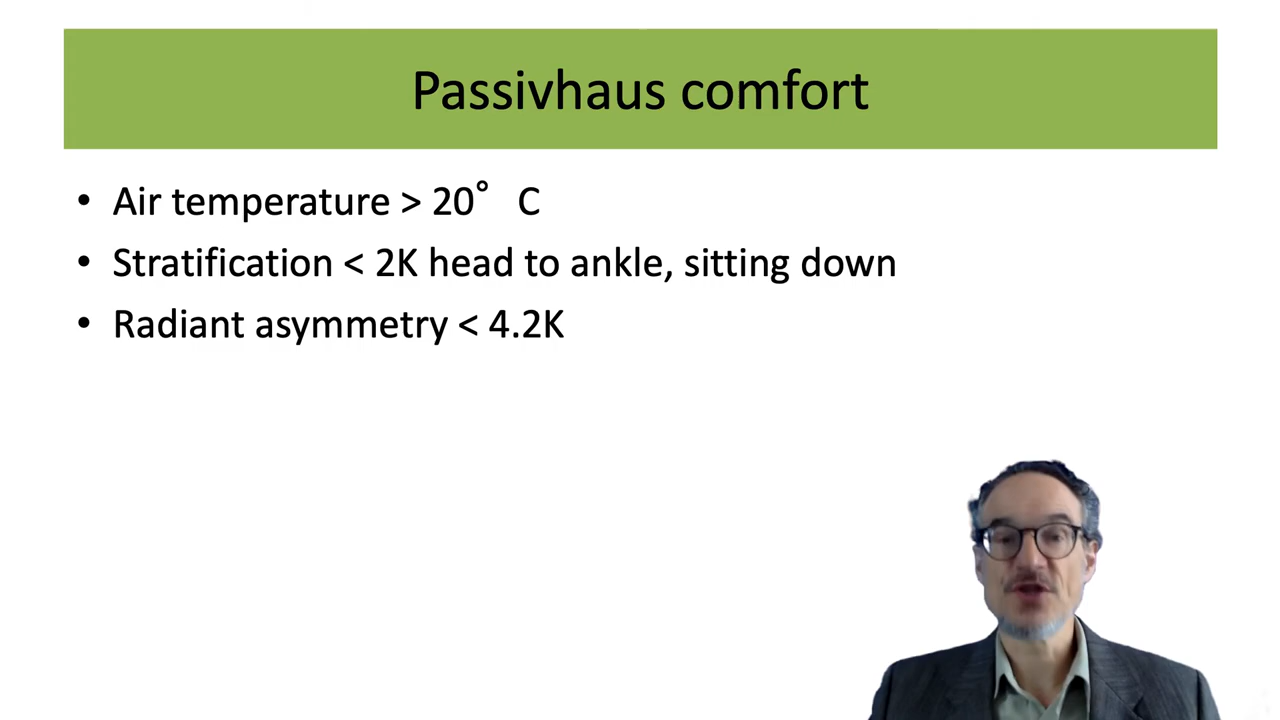 Passivhaus comfort
• Air temperature > 20° C
• Stratification < 2K head to ankle, sitting down
• Radiant asymmetry < 4.2K